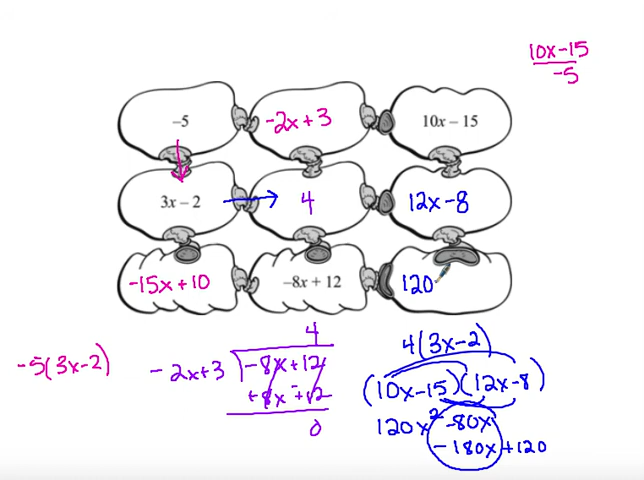 10x-15
-5
-5
-2x+3
10x – 15
3x – 2
4
12x-8
-15x+10
–8x + 12
120
-5(3x-2)
4
-2x+3 -8x+12
+8x -12
0
4(3x-2)
(10x-15)(12x-8)
120x² -80x
-180x+120